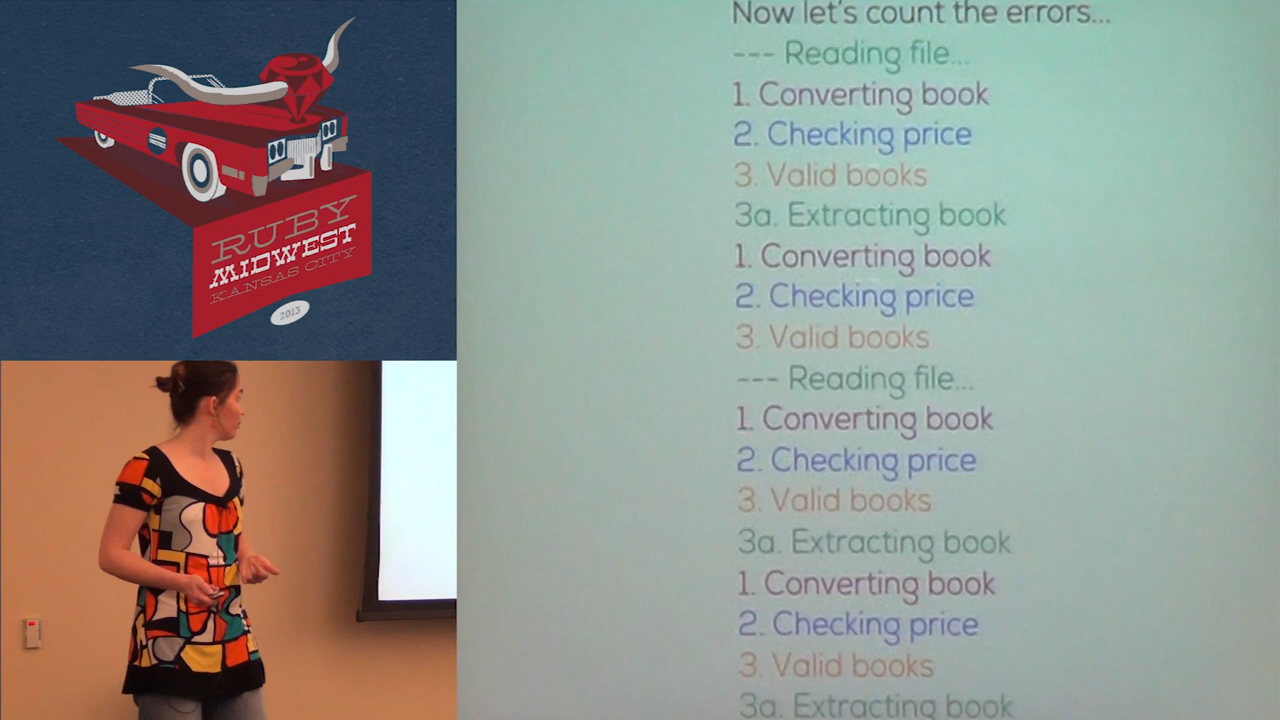 RUBY
MIDWEST
KANSAS CITY
2013
Now let's count the errors...
--- Reading file...
1. Converting book
2. Checking price
3. Valid books
3a. Extracting book
1. Converting book
2. Checking price
3. Valid books
--- Reading file...
1. Converting book
2. Checking price
3. Valid books
3a. Extracting book
1. Converting book
2. Checking price
3. Valid books
3a. Extracting book